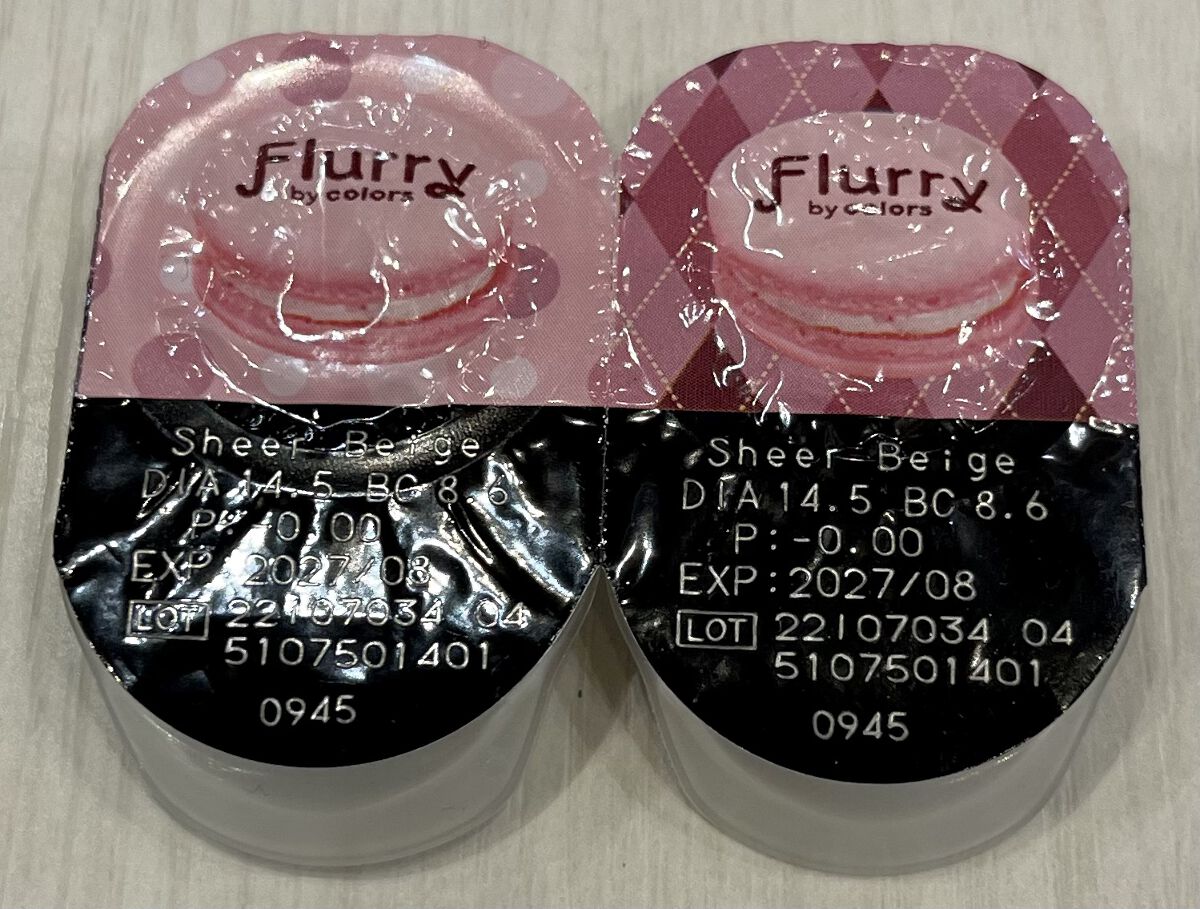 Flurry
by colors
Sheer Beige
DIA 14.5 BC 8.6
P:-0.00
EXP:2027/08
LOT 22107034 04
5107501401
0945
Flurry
by colors
Sheer Beige
DIA 14.5 BC 8.6
P:-0.00
EXP:2027/08
LOT 22107034 04
5107501401
0945